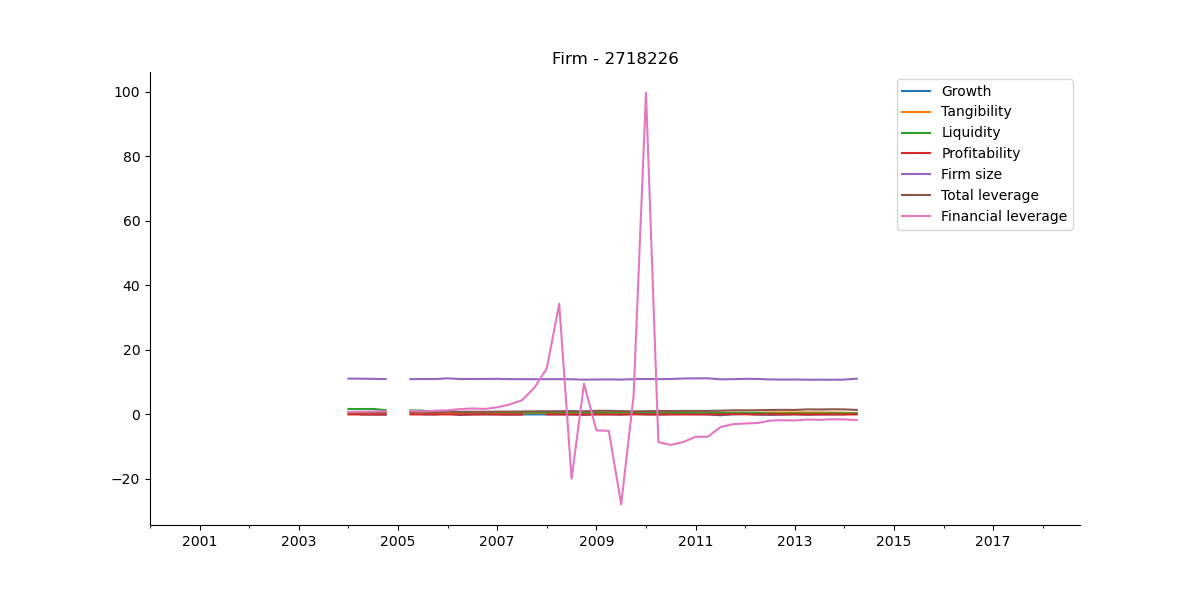 Firm - 2718226
100
80
60
40
20
0
−20
2001 2003 2005 2007 2009 2011 2013 2015 2017
Growth
Tangibility
Liquidity
Profitability
Firm size
Total leverage
Financial leverage